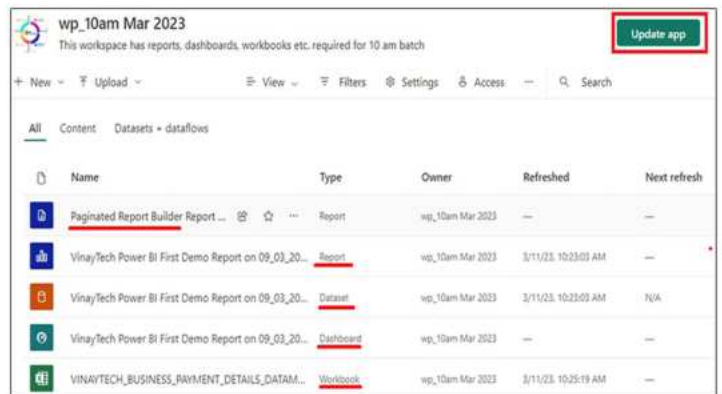 wp_10am Mar 2023
This workspace has reports, dashboards, workbooks etc. required for 10 am batch
Update app
+ New Upload View Filters Settings Access ... Search
All Content Datasets + dataflows
Name Type Owner Refreshed Next refresh
Paginated Report Builder Report ... ... Report wp_10am Mar 2023 — —
VinayTech Power BI First Demo Report on 09_03_20... Report wp_10am Mar 2023 3/11/23, 10:23:03 AM —
VinayTech Power BI First Demo Report on 09_03_20... Dataset wp_10am Mar 2023 3/11/23, 10:23:03 AM N/A
VinayTech Power BI First Demo Report on 09_03_20... Dashboard wp_10am Mar 2023 — —
VINAYTECH_BUSINESS_PAYMENT_DETAILS_DATAM... Workbook wp_10am Mar 2023 3/11/23, 10:25:19 AM —